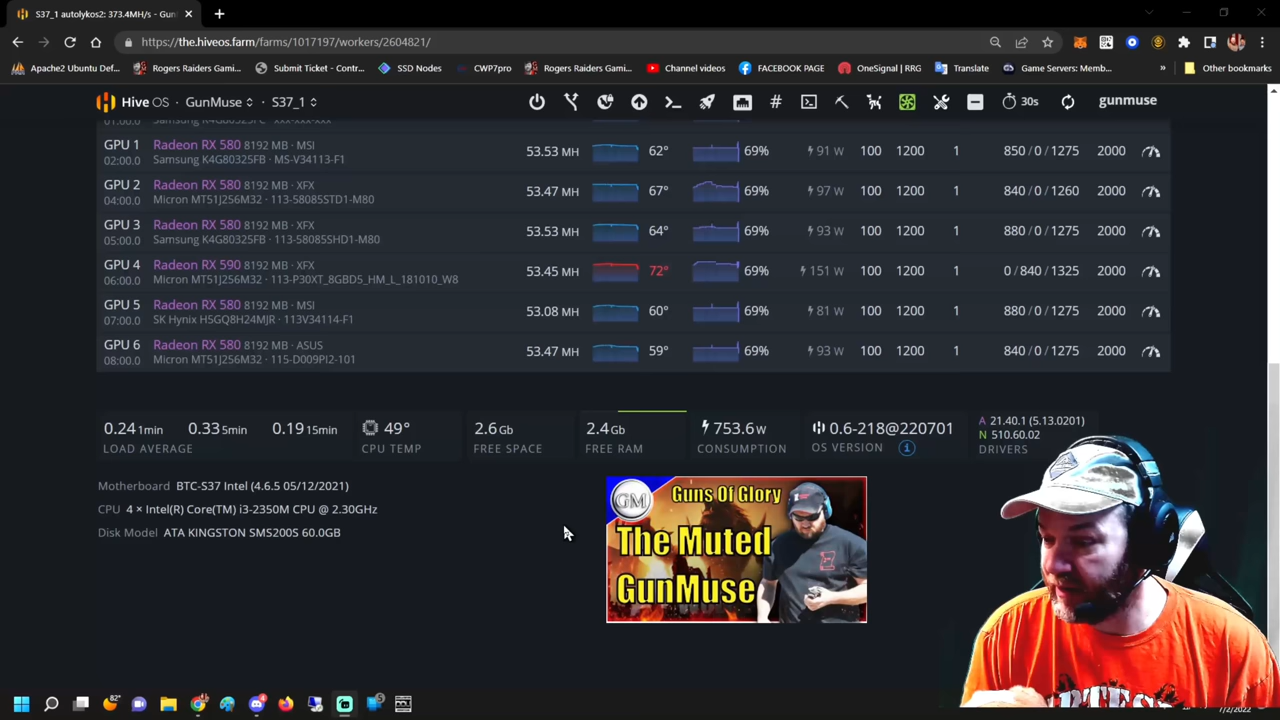 S37_1 autolykos2: 373.4MH/s - Gun
https://the.hiveos.farm/farms/1017197/workers/2604821/
Apache2 Ubuntu Def... Rogers Raiders Gami... Submit Ticket - Contr... SSD Nodes CWP7pro Rogers Raiders Gami... Channel videos FACEBOOK PAGE OneSignal | RRG Translate Game Servers: Memb... » Other bookmarks
Hive OS GunMuse S37_1 30s gunmuse
01:00.0 Samsung K4G80325FC · xxx-xxx-xxxx
GPU 1 Radeon RX 580 8192 MB · MSI 53.53 MH 62° 69% 91 W 100 1200 1 850 / 0 / 1275 2000
02:00.0 Samsung K4G80325FB · MS-V34113-F1
GPU 2 Radeon RX 580 8192 MB · XFX 53.47 MH 67° 69% 97 W 100 1200 1 840 / 0 / 1260 2000
04:00.0 Micron MT51J256M32 · 113-58085STD1-M80
GPU 3 Radeon RX 580 8192 MB · XFX 53.53 MH 64° 69% 93 W 100 1200 1 880 / 0 / 1275 2000
05:00.0 Samsung K4G80325FB · 113-58085SHD1-M80
GPU 4 Radeon RX 590 8192 MB · XFX 53.45 MH 72° 69% 151 W 0 / 840 / 1325 2000
06:00.0 Micron MT51J256M32 · 113-P30XT_8GBD5_HM_L_181010_W8
GPU 5 Radeon RX 580 8192 MB · MSI 53.08 MH 60° 69% 81 W 100 1200 1 880 / 0 / 1275 2000
07:00.0 SK Hynix H5GQ8H24MJR · 113V34114-F1
GPU 6 Radeon RX 580 8192 MB · ASUS 53.47 MH 59° 69% 93 W 100 1200 1 840 / 0 / 1275 2000
08:00.0 Micron MT51J256M32 · 115-D009PI2-101
0.24 1min 0.33 5min 0.19 15min 49° 2.6 Gb 2.4 Gb 753.6 W 0.6-218@220701 A 21.40.1 (5.13.0201)
N 510.60.02
LOAD AVERAGE CPU TEMP FREE SPACE FREE RAM CONSUMPTION OS VERSION DRIVERS
Motherboard BTC-S37 Intel (4.6.5 05/12/2021)
CPU 4 × Intel(R) Core(TM) i3-2350M CPU @ 2.30GHz
Disk Model ATA KINGSTON SMS200S 60.0GB
GM Guns Of Glory
The Muted
GunMuse
82°
7/2/2022